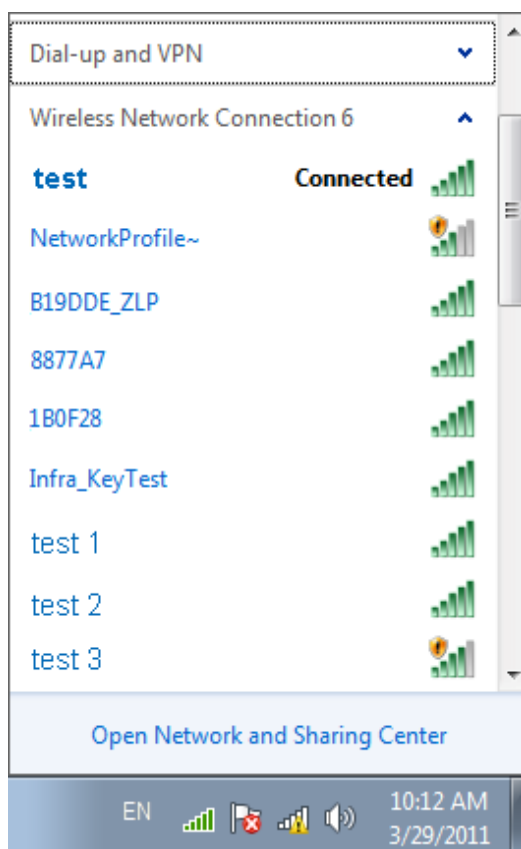 Dial-up and VPN
Wireless Network Connection 6
test Connected
NetworkProfile~
B19DDE_ZLP
8877A7
1B0F28
Infra_KeyTest
test 1
test 2
test 3
Open Network and Sharing Center
EN 10:12 AM
3/29/2011